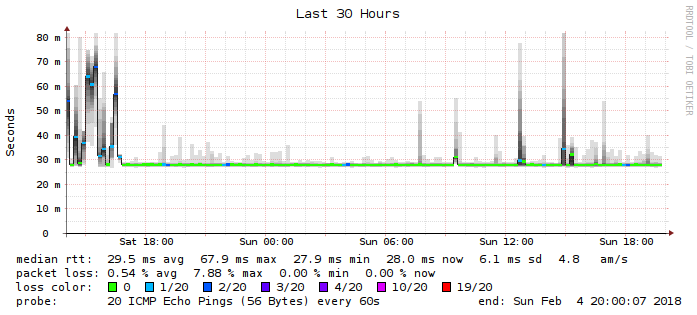 Last 30 Hours
RRDTOOL / TOBI OETIKER
Seconds
80 m
70 m
60 m
50 m
40 m
30 m
20 m
10 m
0
Sat 18:00 Sun 00:00 Sun 06:00 Sun 12:00 Sun 18:00
median rtt: 29.5 ms avg 67.9 ms max 27.9 ms min 28.0 ms now 6.1 ms sd 4.8 am/s
packet loss: 0.54 % avg 7.88 % max 0.00 % min 0.00 % now
loss color: 0 1/20 2/20 3/20 4/20 10/20 19/20
probe: 20 ICMP Echo Pings (56 Bytes) every 60s end: Sun Feb 4 20:00:07 2018